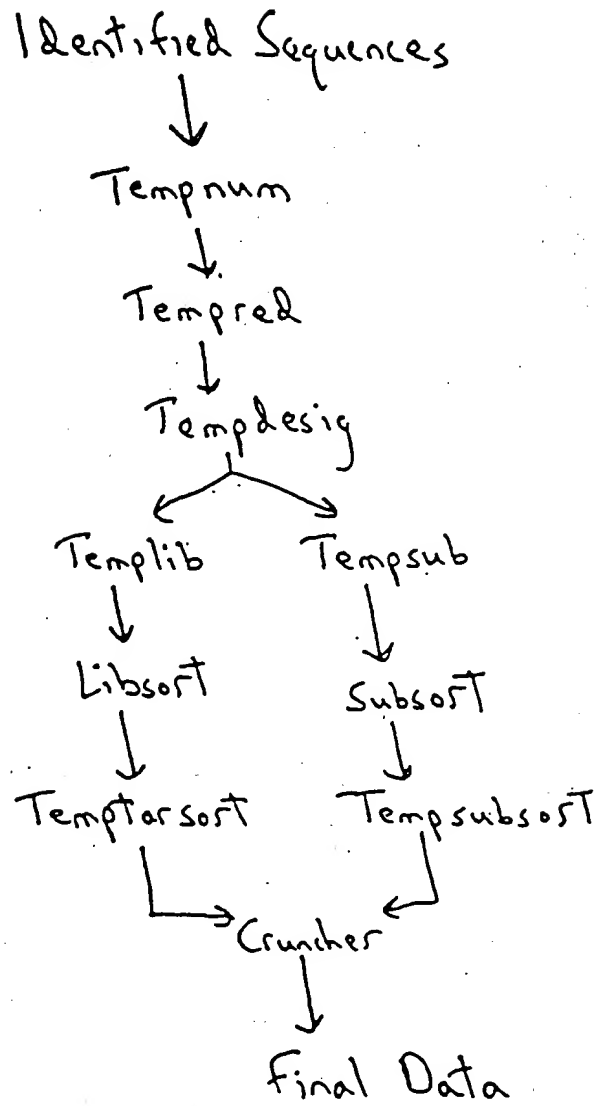 Identified Sequences
Tempnum
Tempred
Tempdesig
Templib Tempsub
Libsort Subsort
Temptarsort Tempsubsort
Cruncher
Final Data